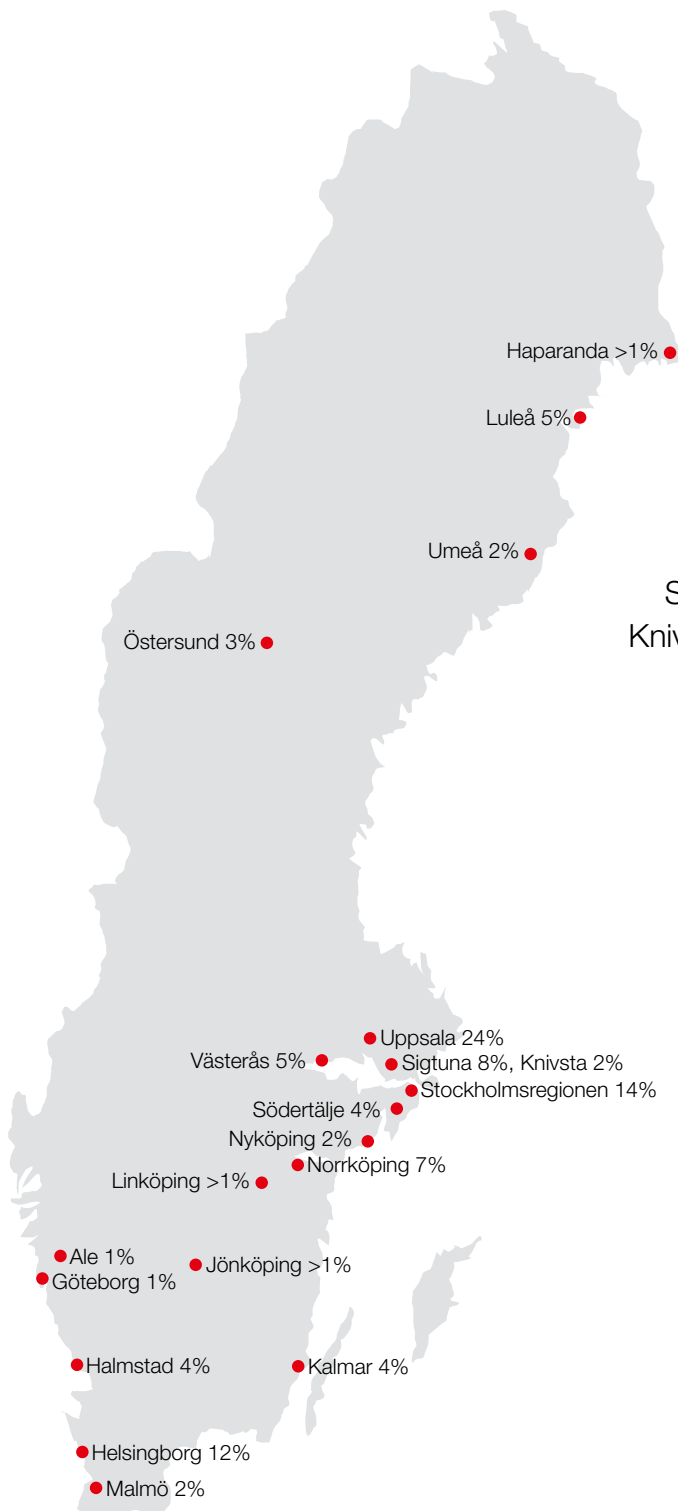 Haparanda >1%
Luleå 5%
Umeå 2%
S
Kniv
Östersund 3%
Uppsala 24%
Västerås 5%
Sigtuna 8%, Knivsta 2%
Stockholmsregionen 14%
Södertälje 4%
Nyköping 2%
Norrköping 7%
Linköping >1%
Ale 1%
Jönköping >1%
Göteborg 1%
Halmstad 4%
Kalmar 4%
Helsingborg 12%
Malmö 2%